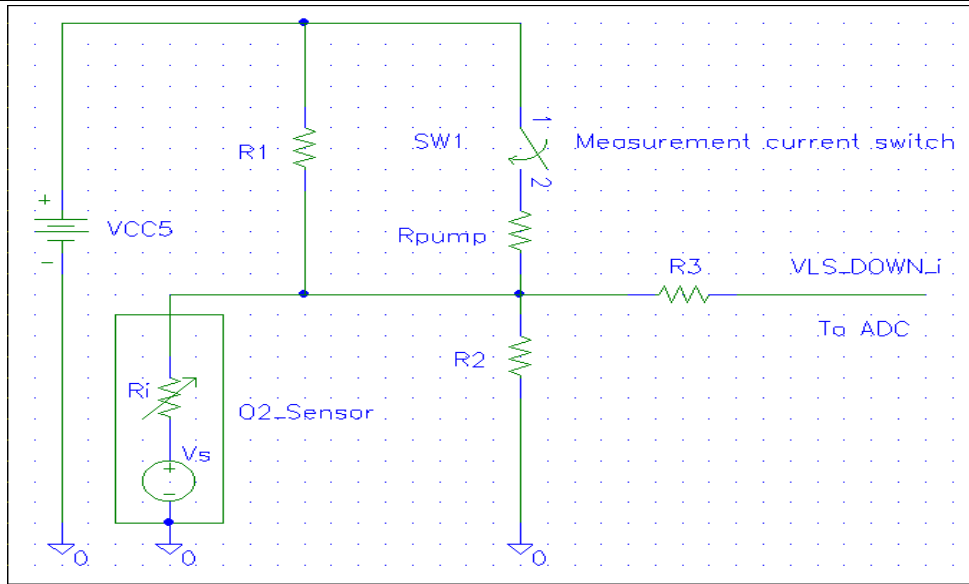 1
SW1
Measurement current switch
R1
2
+
VCC5
Rpump
-
R3
VLS_DOWN_i
To ADC
R2
Ri
O2_Sensor
Vs
+
-
0
0
0